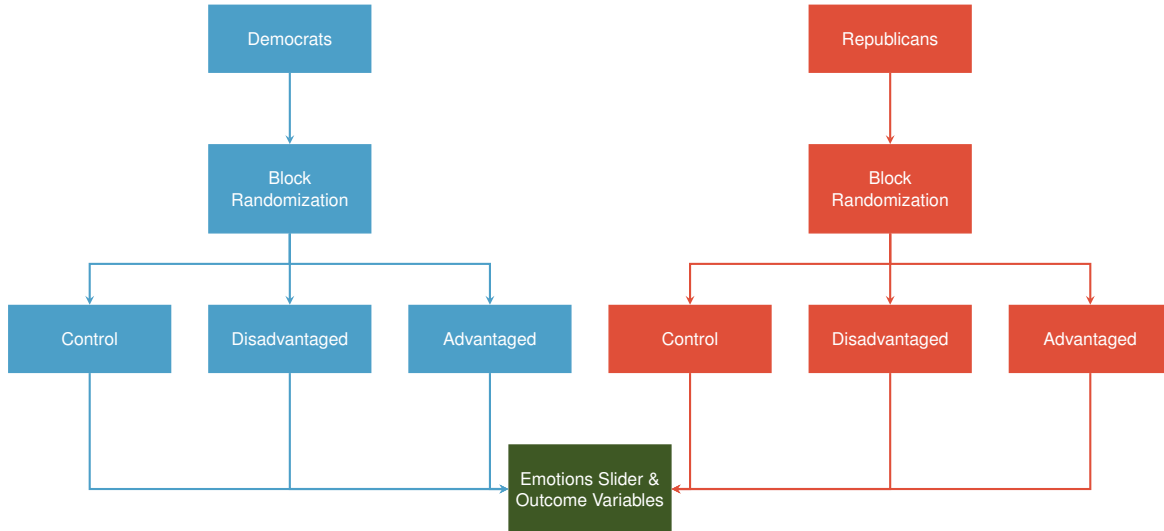 Democrats
Republicans
Block
Randomization
Block
Randomization
Control
Disadvantaged
Advantaged
Control
Disadvantaged
Advantaged
Emotions Slider &
Outcome Variables